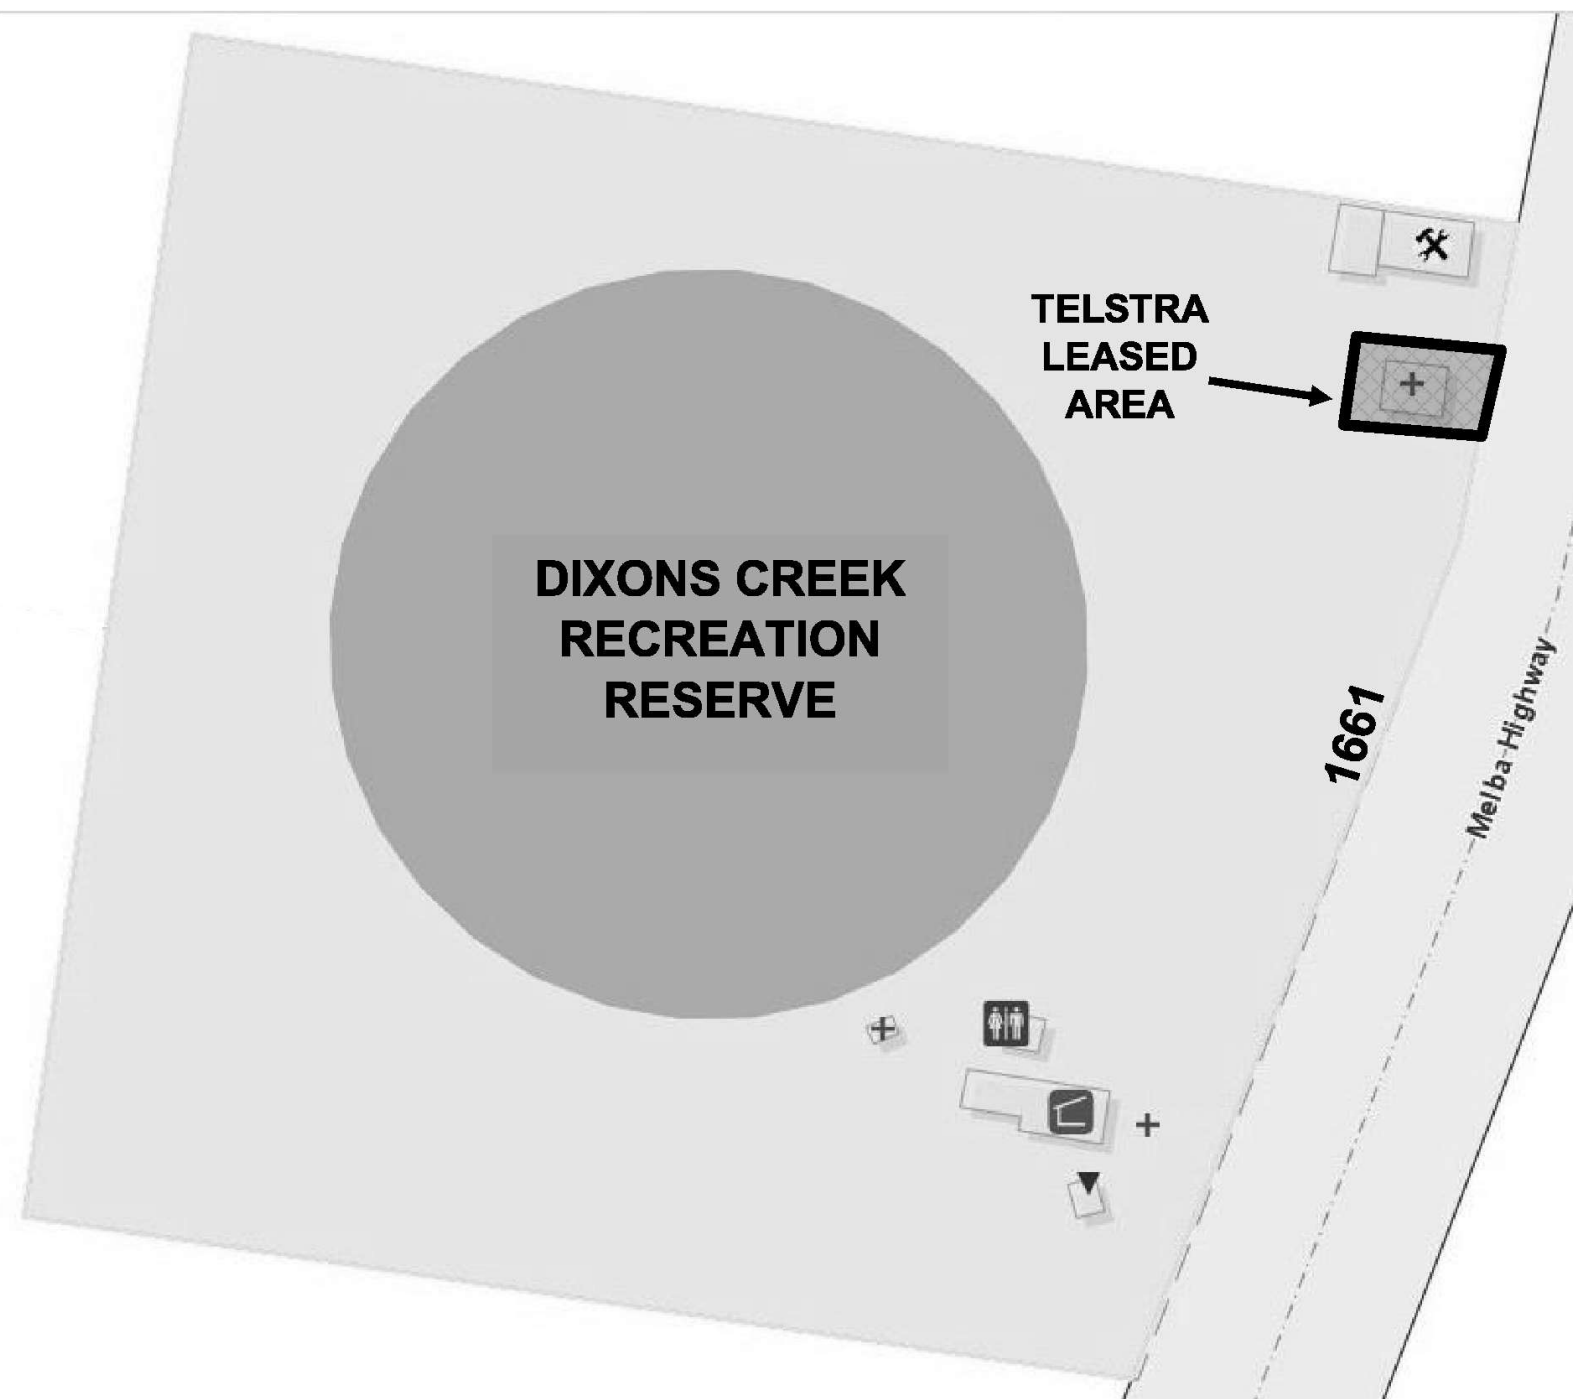 TELSTRA
LEASED
AREA
DIXONS CREEK
RECREATION
RESERVE
1661
Melba Highway